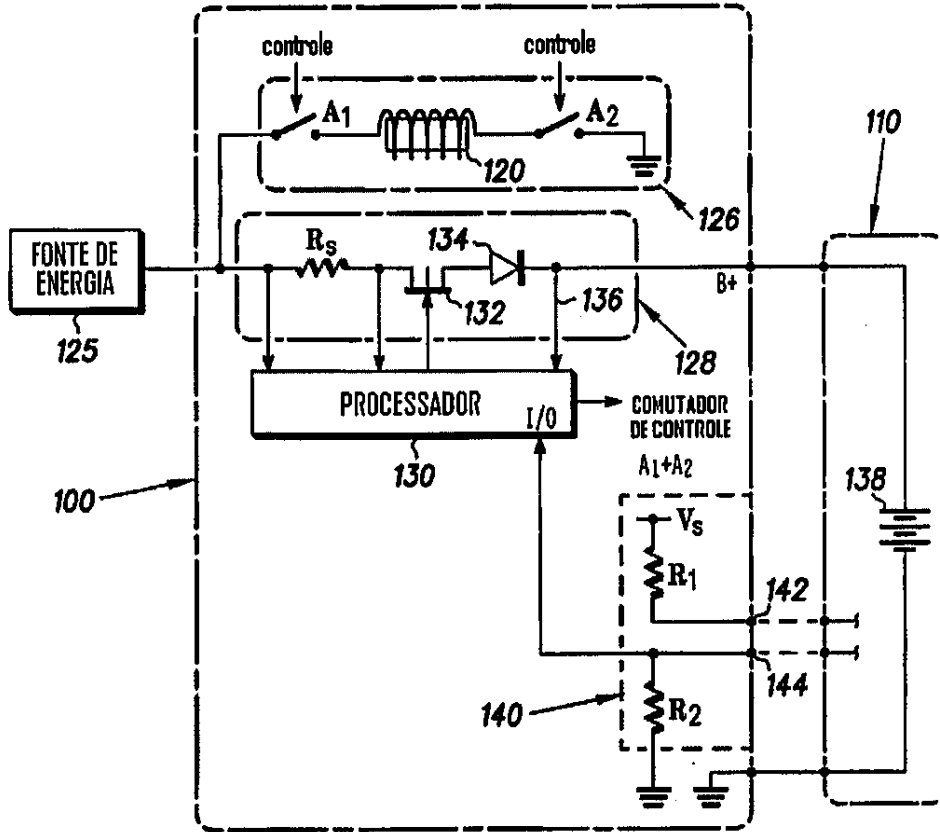 controle
controle
A1
A2
120
110
126
FONTE DE
ENERGÍA
125
RS
134
132
136
B+
128
PROCESSADOR
I/O
130
COMUTADOR
DE CONTROLE
A1+A2
100
138
VS
R1
142
144
140
R2